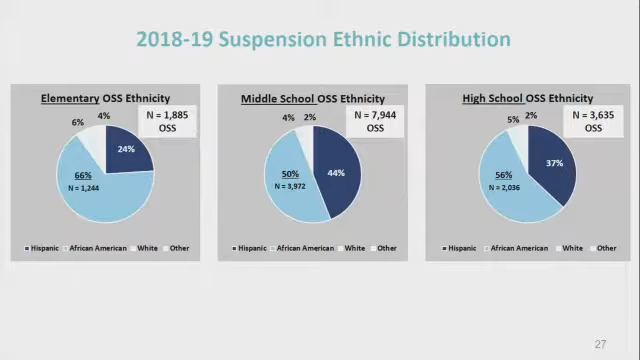 2018-19 Suspension Ethnic Distribution
Elementary OSS Ethnicity
N = 1,885
OSS
4%
6%
24%
66%
N = 1,244
Hispanic African American White Other
Middle School OSS Ethnicity
N = 7,944
OSS
4% 2%
50%
44%
N = 3,972
Hispanic African American White Other
High School OSS Ethnicity
N = 3,635
OSS
5% 2%
37%
56%
N = 2,036
Hispanic African American White Other
27